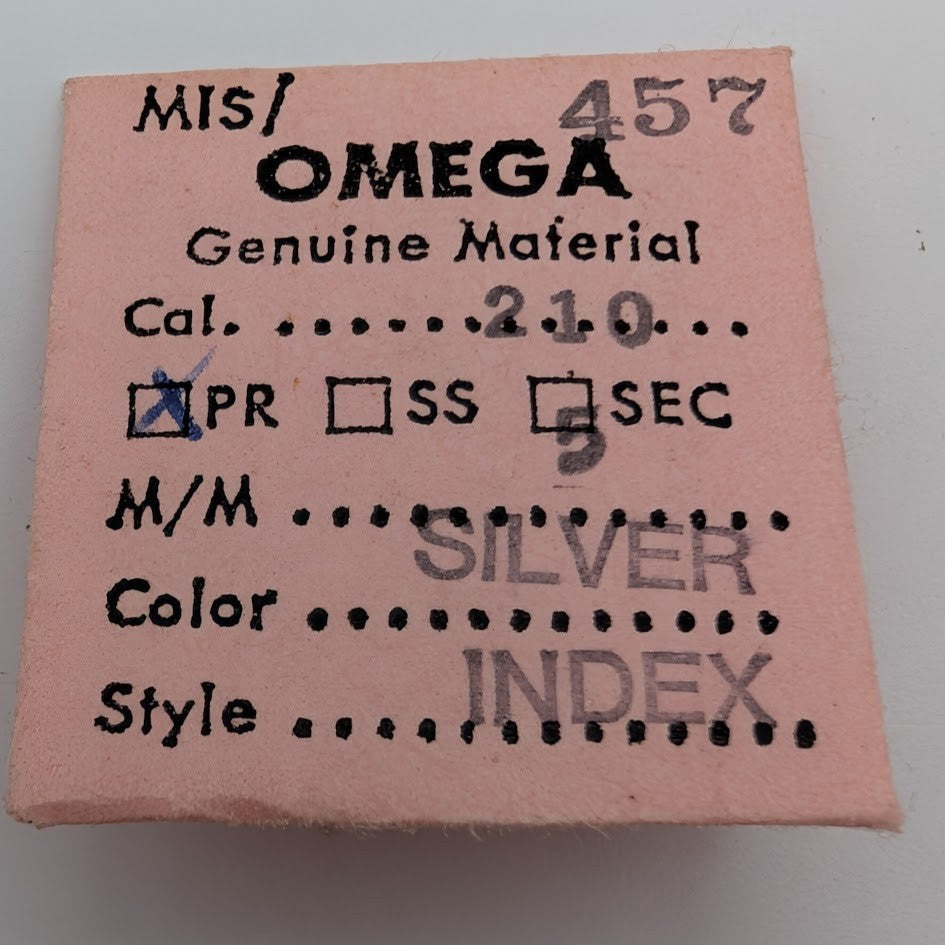 MIS/ 457
OMEGA
Genuine Material
Cal. ............. 210
PR SS SEC
M/M ............. 5
Color ............ SILVER
Style ............. INDEX